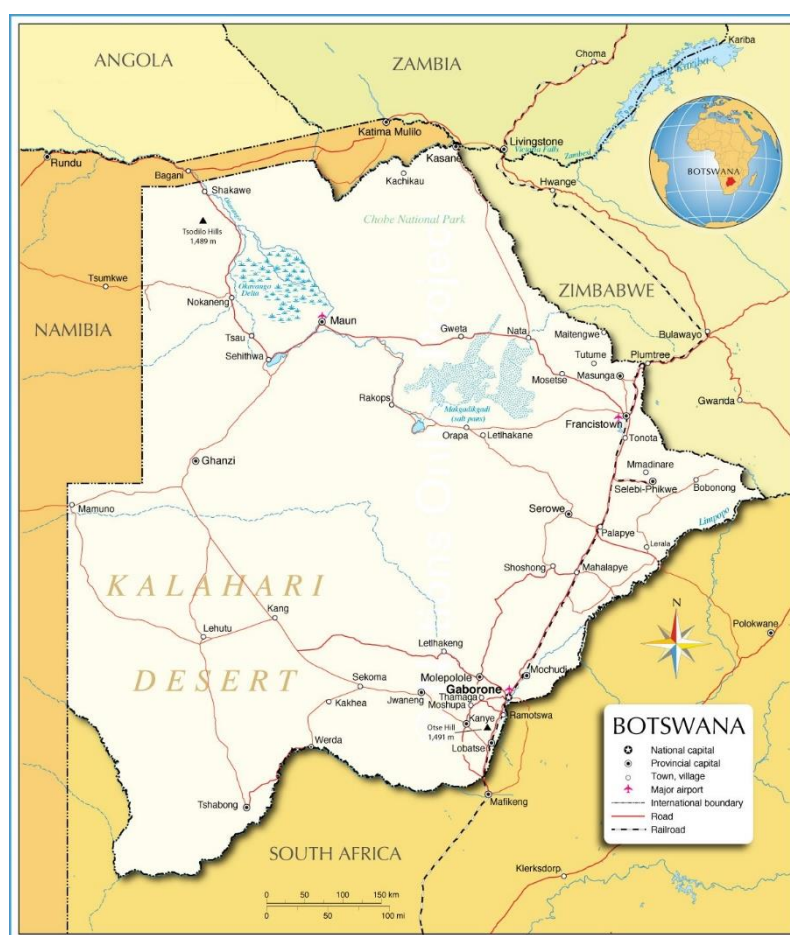 ANGOLA
ZAMBIA
Choma
Kariba
Kariba
Katima Mulilo
Livingstone
Victoria Falls
Zambezi
Rundu
Bagani
Kasane
Shakawe
Kachikau
Hwange
BOTSWANA
Okavango
Tsodilo Hills
1,489 m
Chobe National Park
Tsumkwe
Okavango
Delta
ZIMBABWE
Nokaneng
NAMIBIA
Maun
Gweta
Nata
Maitengwe
Bulawayo
Tsau
Sehithwa
Tutume
Plumtree
Mosetse
Masunga
Rakops
Makgadikgadi
(salt pans)
Gwanda
Francistown
Orapa
Letlhakane
Tonota
Ghanzi
Mmadinare
Selebi-Phikwe
Bobonong
Mamuno
Serowe
Limpopo
Palapye
Lerala
Shoshong
Mahalapye
KALAHARI
Kang
Lehutu
Polokwane
N
Letlhakeng
DESERT
Molepolole
Mochudi
Sekoma
Gaborone
Jwaneng
Thamaga
Moshupa
Kakhea
Kanye
Ramotswa
Otse Hill
1,491 m
Lobatse
Werda
Tshabong
Mafikeng
SOUTH AFRICA
Klerksdorp
BOTSWANA
National capital
Provincial capital
Town, village
Major airport
International boundary
Road
Railroad
0 50 100 150 km
0 50 100 mi